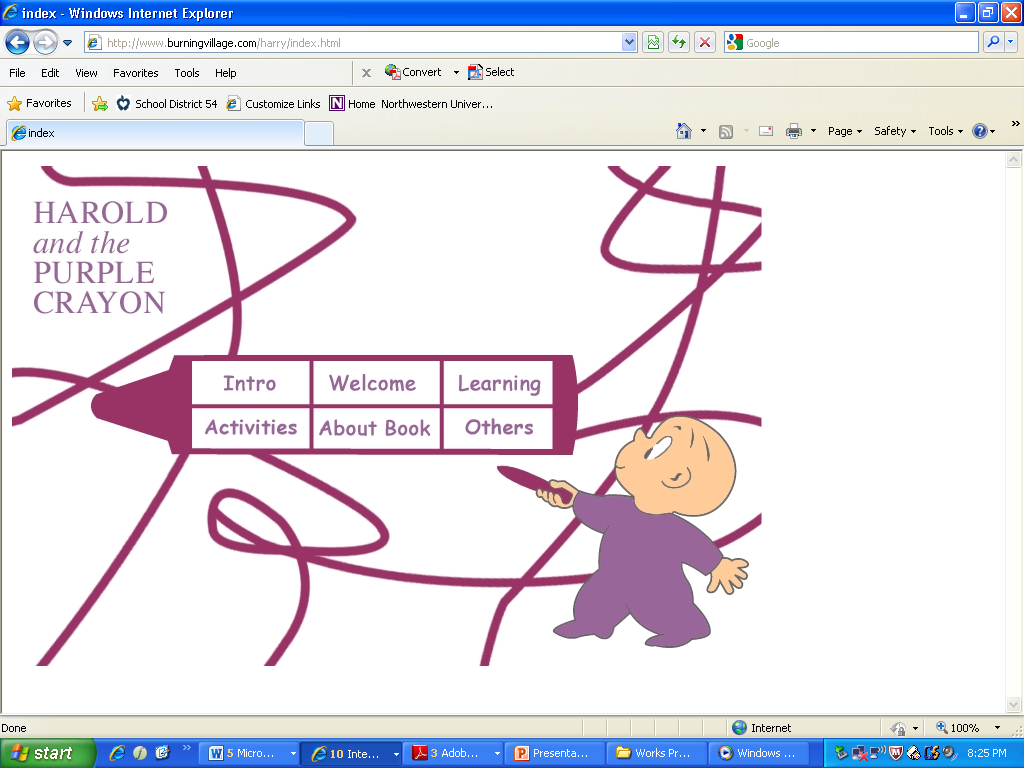 index - Windows Internet Explorer
http://www.burningvillage.com/harry/index.html
Google
File Edit View Favorites Tools Help
x Convert Select
Favorites School District 54 Customize Links N Home Northwestern Univer...
index
Page Safety Tools
HAROLD
and the
PURPLE
CRAYON
Intro Welcome Learning
Activities About Book Others
Done Internet 100%
start 5 Micro... 10 Inte... 3 Adob... Presenta... Works Pr... Windows ... 8:25 PM